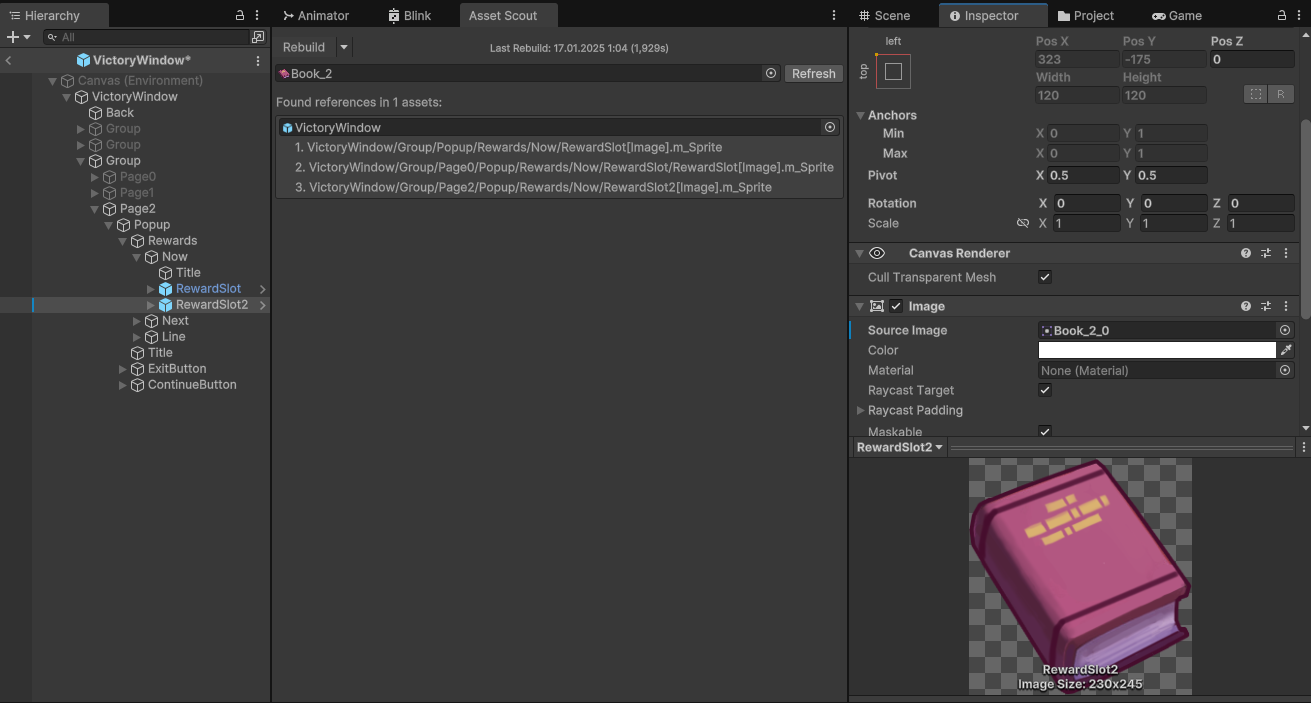 Hierarchy
All
VictoryWindow*
Canvas (Environment)
VictoryWindow
Back
Group
Group
Group
Page0
Page1
Page2
Popup
Rewards
Now
Title
RewardSlot
RewardSlot2
Next
Line
Title
ExitButton
ContinueButton
Animator Blink Asset Scout
Rebuild Last Rebuild: 17.01.2025 1:04 (1,929s)
Book_2 Refresh
Found references in 1 assets:
VictoryWindow
1. VictoryWindow/Group/Popup/Rewards/Now/RewardSlot[Image].m_Sprite
2. VictoryWindow/Group/Page0/Popup/Rewards/Now/RewardSlot/RewardSlot[Image].m_Sprite
3. VictoryWindow/Group/Page2/Popup/Rewards/Now/RewardSlot2[Image].m_Sprite
Scene Inspector Project Game
left Pos X Pos Y Pos Z
top 323 -175 0
Width Height
120 120 R
Anchors
Min X 0 Y 1
Max X 0 Y 1
Pivot X 0.5 Y 0.5
Rotation X 0 Y 0 Z 0
Scale X 1 Y 1 Z 1
Canvas Renderer
Cull Transparent Mesh
Image
Source Image Book_2_0
Color
Material None (Material)
Raycast Target
Raycast Padding
Maskable
RewardSlot2
RewardSlot2
Image Size: 230x245